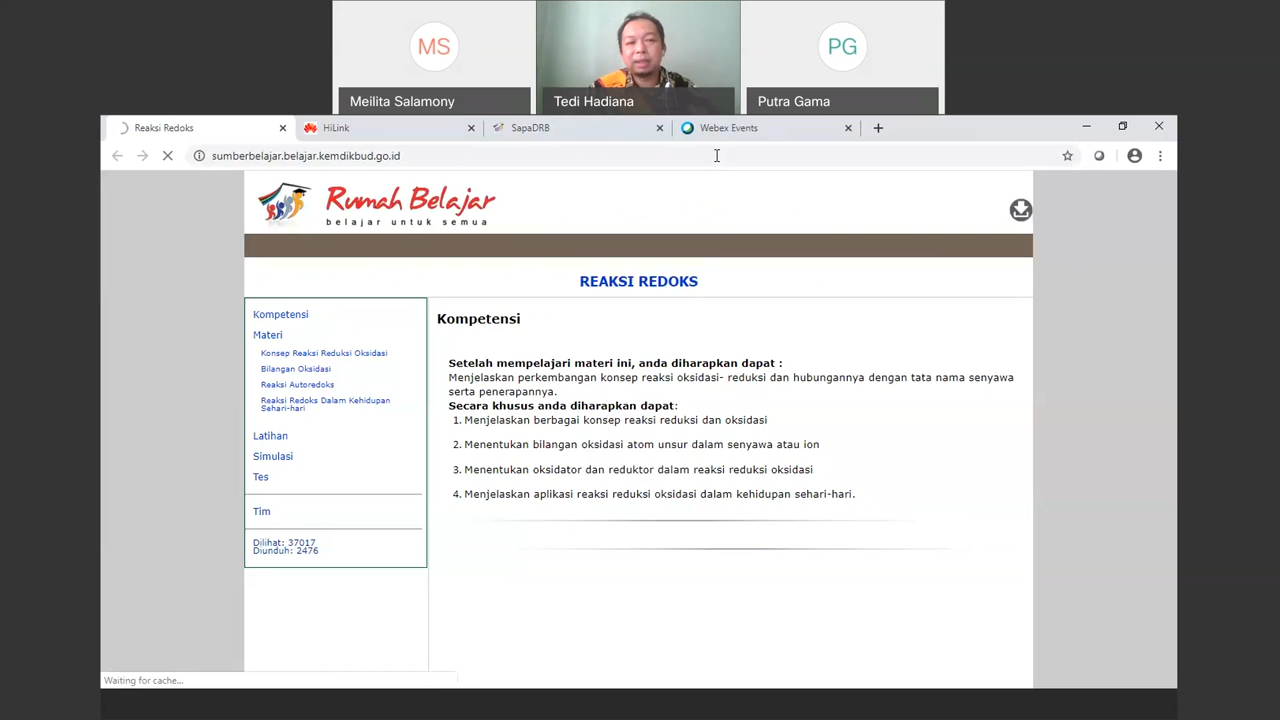 MS
PG
Meilita Salamony
Tedi Hadiana
Putra Gama
Reaksi Redoks
HiLink
SapaDRB
Webex Events
sumberbelajar.belajar.kemdikbud.go.id
Rumah Belajar
belajar untuk semua
REAKSI REDOKS
Kompetensi
Materi
Konsep Reaksi Reduksi Oksidasi
Bilangan Oksidasi
Reaksi Autoredoks
Reaksi Redoks Dalam Kehidupan
Sehari-hari
Latihan
Simulasi
Tes
Tim
Dilihat: 37017
Diunduh: 2476
Kompetensi
Setelah mempelajari materi ini, anda diharapkan dapat :
Menjelaskan perkembangan konsep reaksi oksidasi- reduksi dan hubungannya dengan tata nama senyawa
serta penerapannya.
Secara khusus anda diharapkan dapat:
1. Menjelaskan berbagai konsep reaksi reduksi dan oksidasi
2. Menentukan bilangan oksidasi atom unsur dalam senyawa atau ion
3. Menentukan oksidator dan reduktor dalam reaksi reduksi oksidasi
4. Menjelaskan aplikasi reaksi reduksi oksidasi dalam kehidupan sehari-hari.
Waiting for cache...